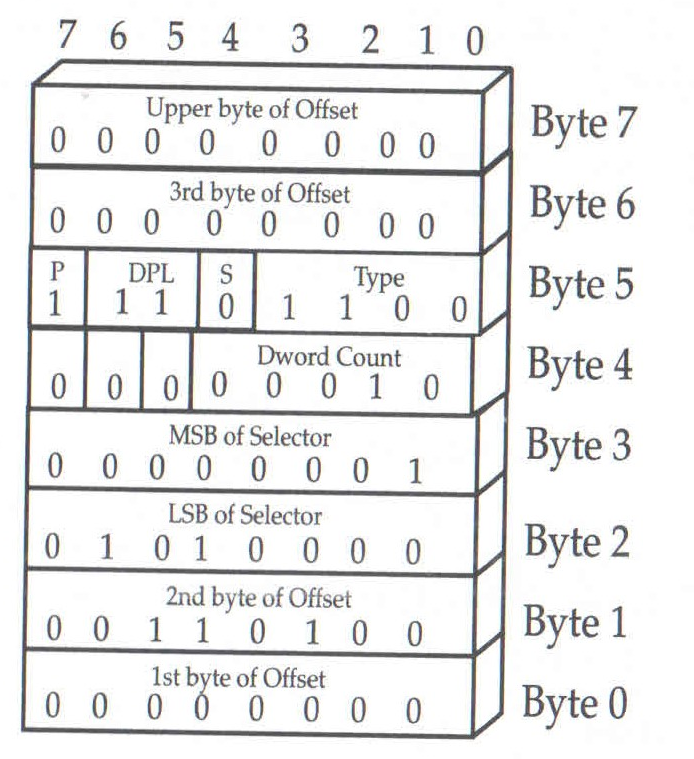 7 6 5 4 3 2 1 0
Upper byte of Offset
0 0 0 0 0 0 0 0 Byte 7
3rd byte of Offset
0 0 0 0 0 0 0 0 Byte 6
P DPL S Type
1 1 1 0 1 1 0 0 Byte 5
Dword Count
0 0 0 0 0 0 1 0 Byte 4
MSB of Selector
0 0 0 0 0 0 0 1 Byte 3
LSB of Selector
0 1 0 1 0 0 0 0 Byte 2
2nd byte of Offset
0 0 1 1 0 1 0 0 Byte 1
1st byte of Offset
0 0 0 0 0 0 0 0 Byte 0